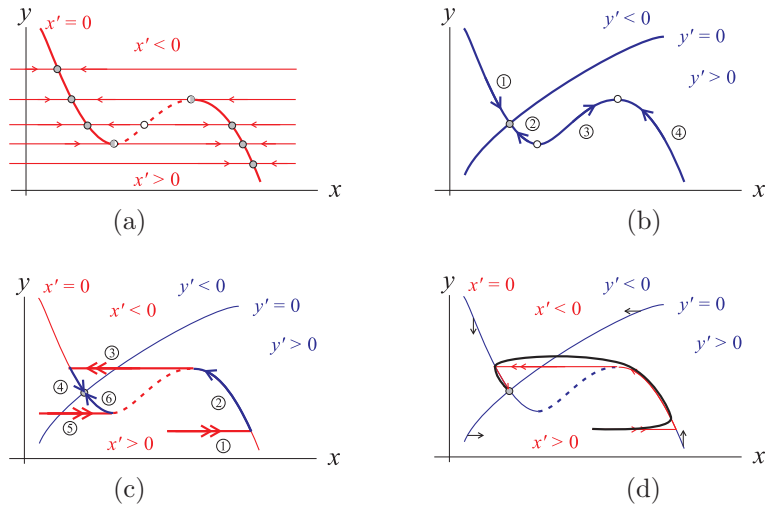 y
x′ = 0
x′ < 0
x′ > 0
x
(a)
y
y′ < 0
y′ = 0
y′ > 0
①
②
③
④
x
(b)
y
x′ = 0
x′ < 0
y′ < 0
y′ = 0
y′ > 0
③
④
⑥
②
⑤
x′ > 0
①
x
(c)
y
x′ = 0
x′ < 0
y′ < 0
y′ = 0
y′ > 0
x′ > 0
x
(d)